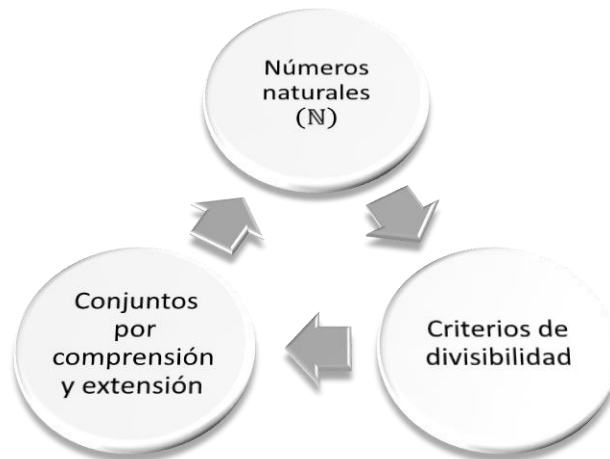 Números
naturales
(ℕ)
Criterios de
divisibilidad
Conjuntos
por
comprensión
y extensión